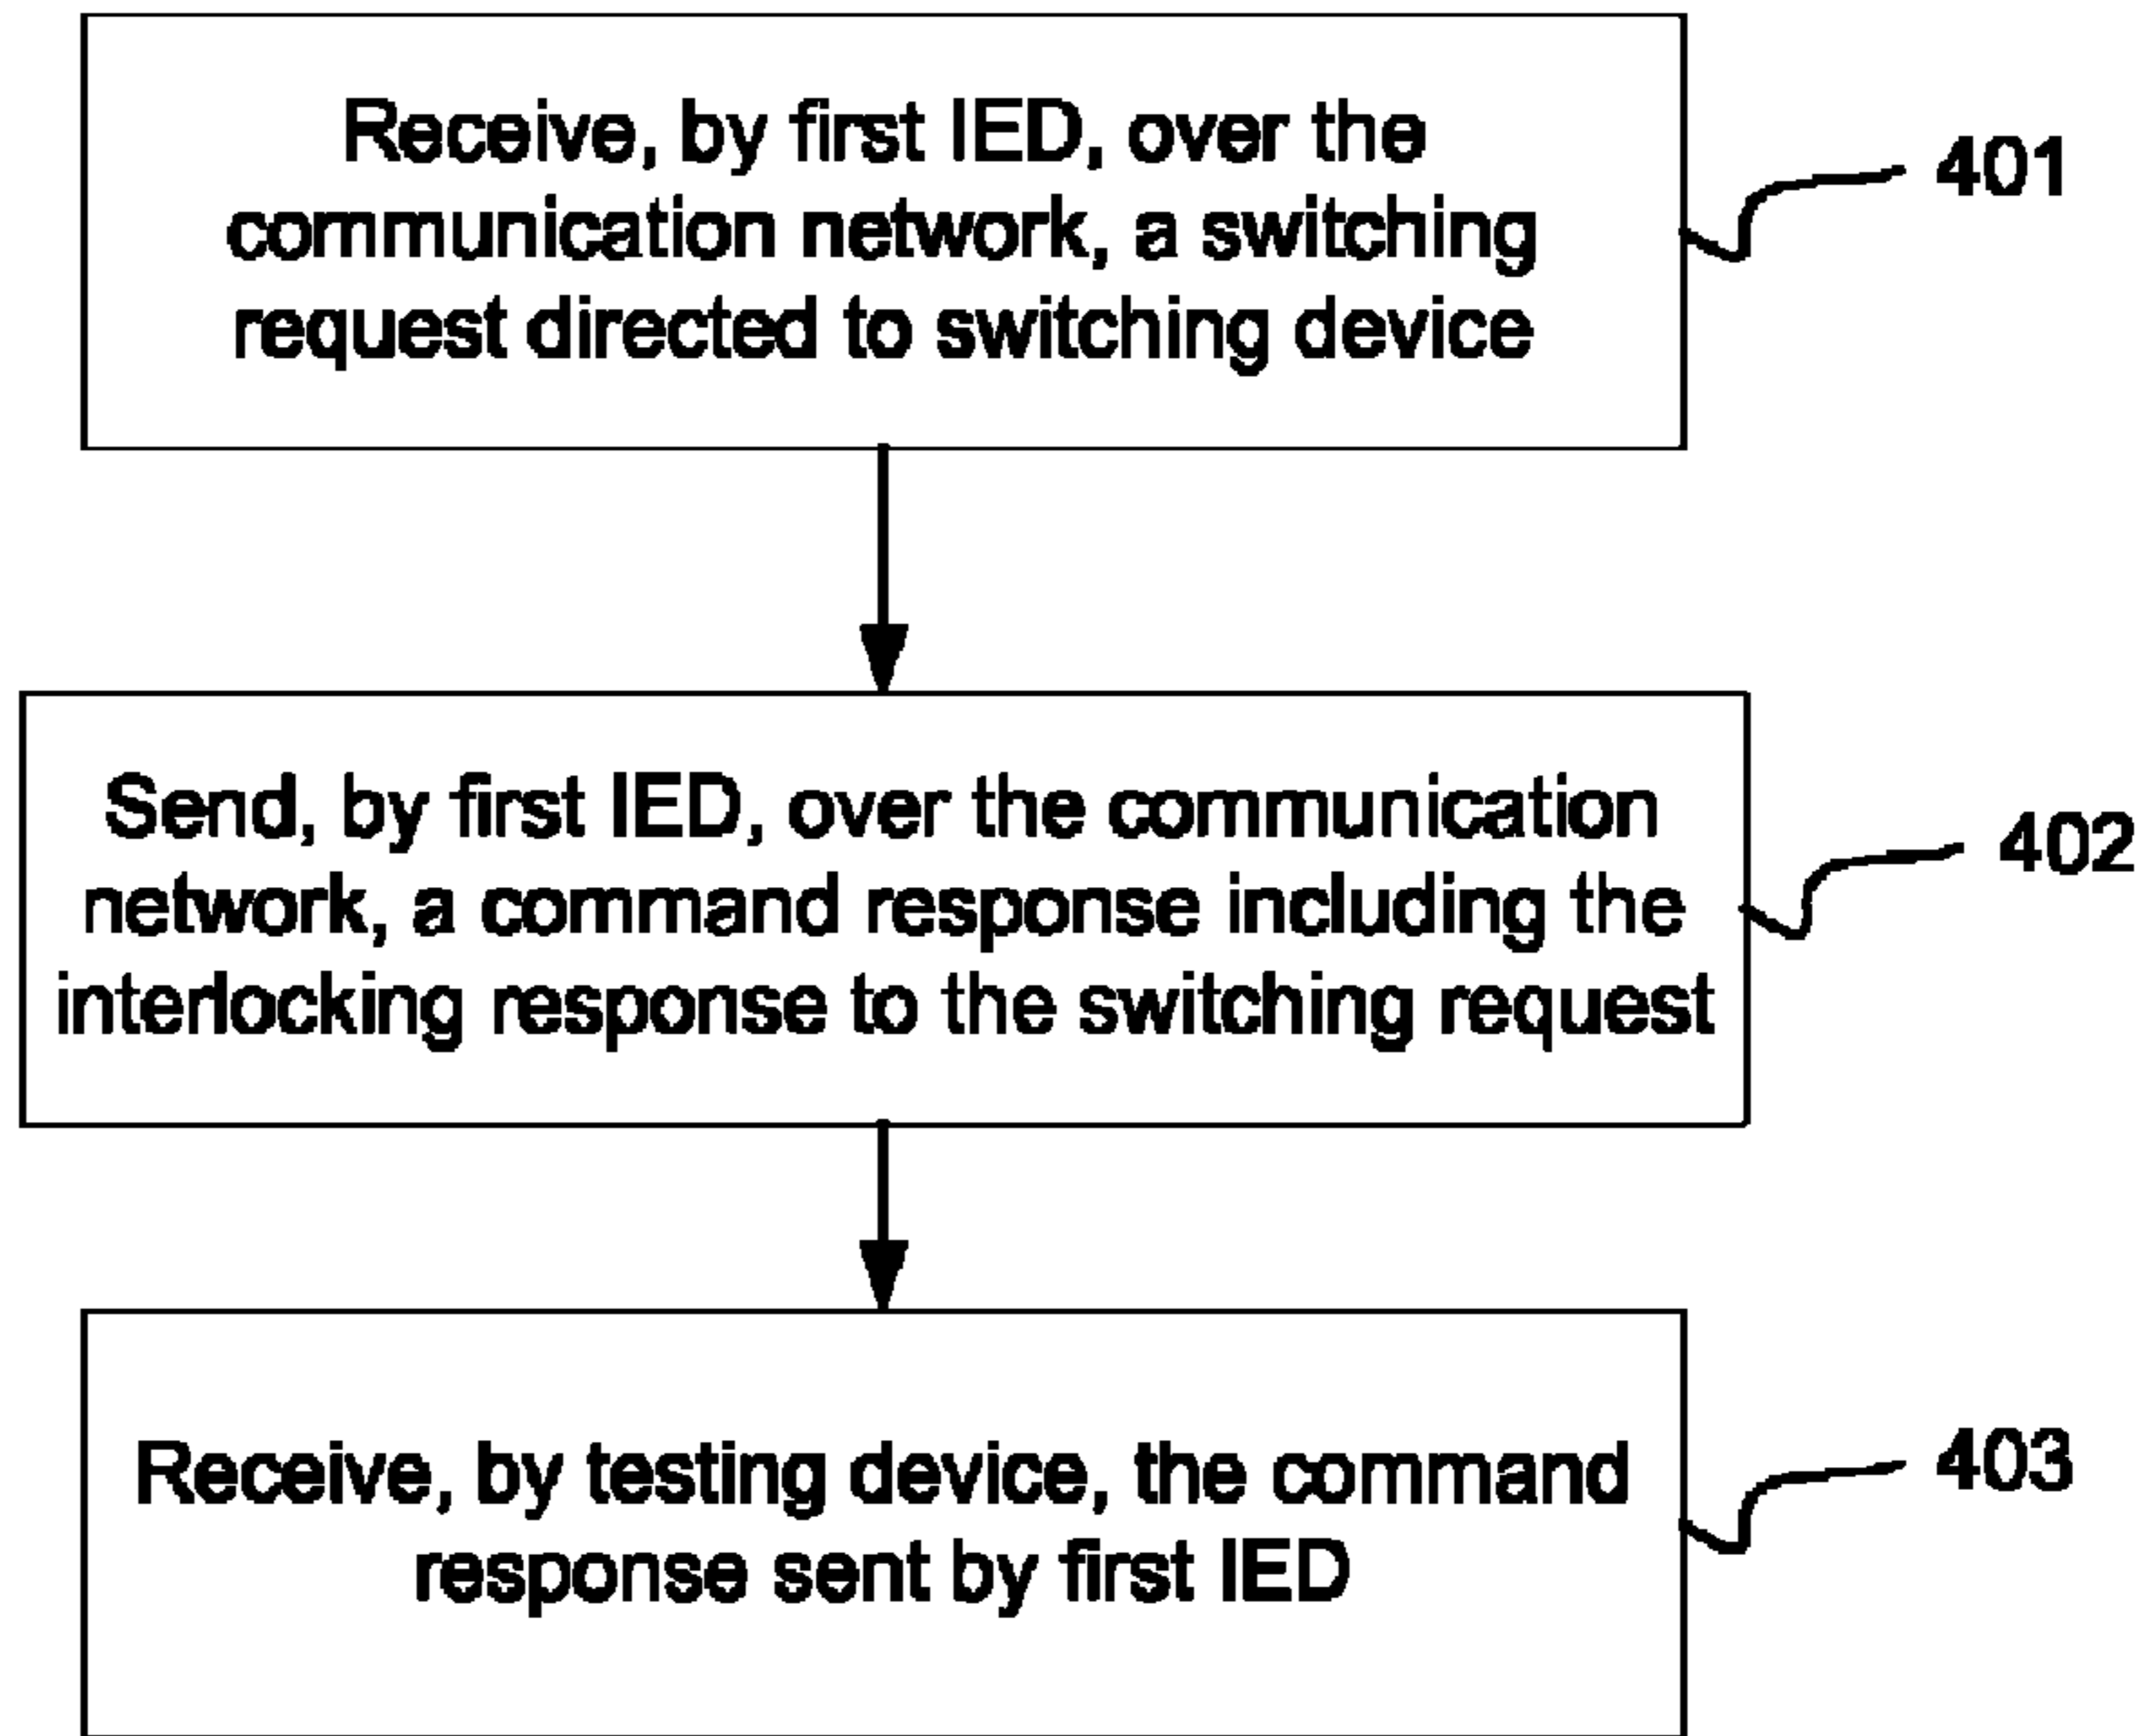 Receive, by first IED, over the
communication network, a switching
request directed to switching device
401
Send, by first IED, over the communication
network, a command response including the
interlocking response to the switching request
402
Receive, by testing device, the command
response sent by first IED
403